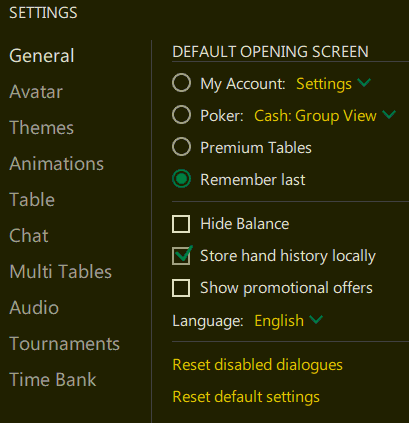 SETTINGS
General
Avatar
Themes
Animations
Table
Chat
Multi Tables
Audio
Tournaments
Time Bank
DEFAULT OPENING SCREEN
My Account: Settings
Poker: Cash: Group View
Premium Tables
Remember last
Hide Balance
Store hand history locally
Show promotional offers
Language: English
Reset disabled dialogues
Reset default settings